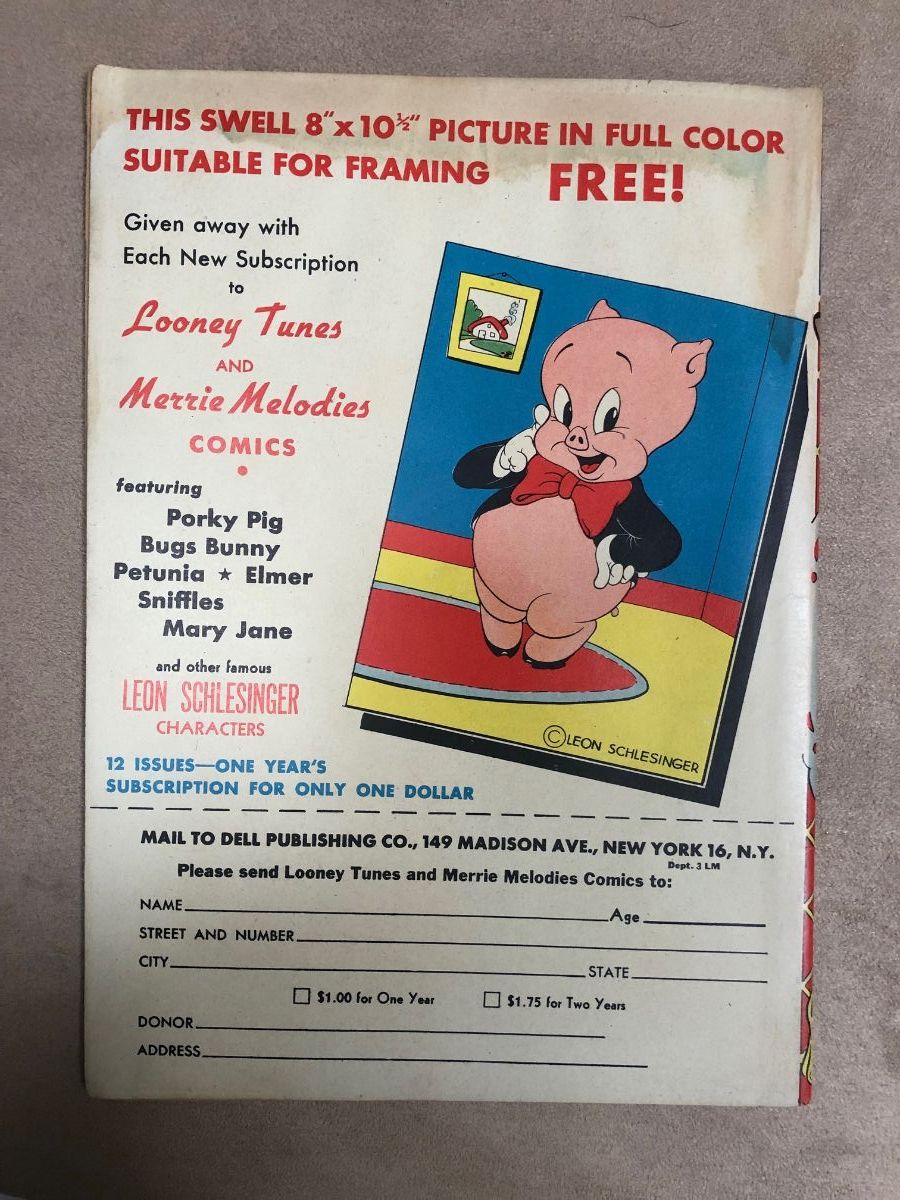 THIS SWELL 8"x10½" PICTURE IN FULL COLOR
SUITABLE FOR FRAMING FREE!
Given away with
Each New Subscription
to
Looney Tunes
AND
Merrie Melodies
COMICS
•
featuring
Porky Pig
Bugs Bunny
Petunia ★ Elmer
Sniffles
Mary Jane
and other famous
LEON SCHLESINGER
CHARACTERS
12 ISSUES—ONE YEAR'S
SUBSCRIPTION FOR ONLY ONE DOLLAR
©LEON SCHLESINGER
MAIL TO DELL PUBLISHING CO., 149 MADISON AVE., NEW YORK 16, N.Y.
Dept. 3 LM
Please send Looney Tunes and Merrie Melodies Comics to:
NAME Age
STREET AND NUMBER
CITY STATE
☐ $1.00 for One Year ☐ $1.75 for Two Years
DONOR
ADDRESS